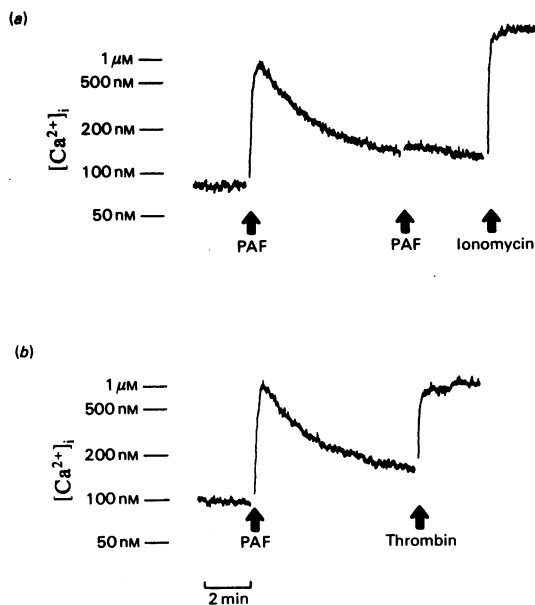 (a)
1 μM
500 nM
200 nM
100 nM
50 nM
[Ca2+]i
PAF
PAF
Ionomycin
(b)
1 μM
500 nM
200 nM
100 nM
50 nM
[Ca2+]i
PAF
Thrombin
2 min